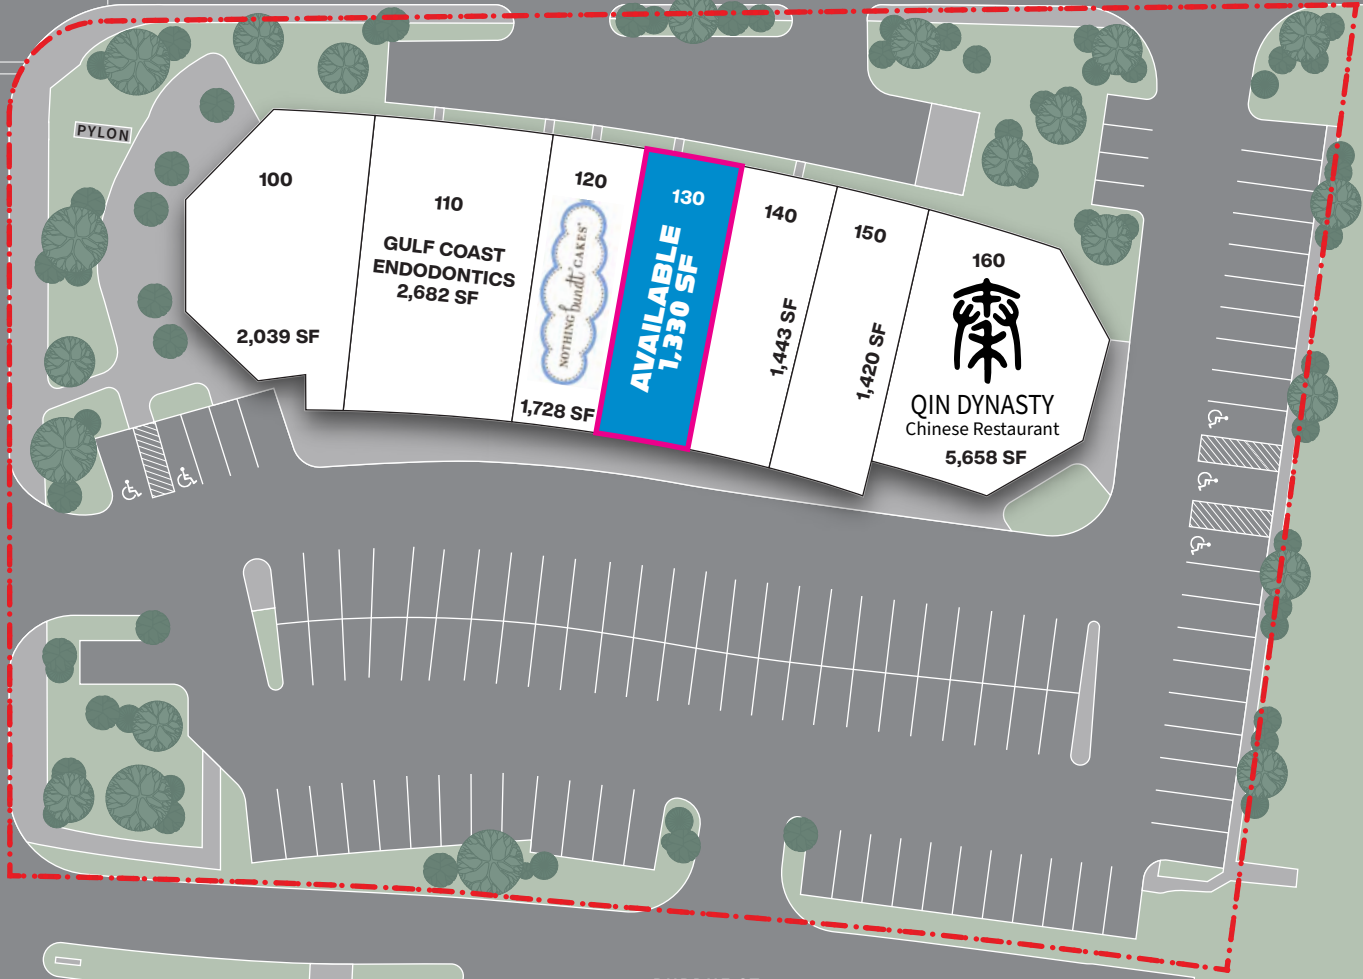 PYLON
100
2,039 SF
110
GULF COAST
ENDODONTICS
2,682 SF
120
NOTHING bundt CAKES
1,728 SF
130
AVAILABLE
1,330 SF
140
1,443 SF
150
1,420 SF
160
QIN DYNASTY
Chinese Restaurant
5,658 SF